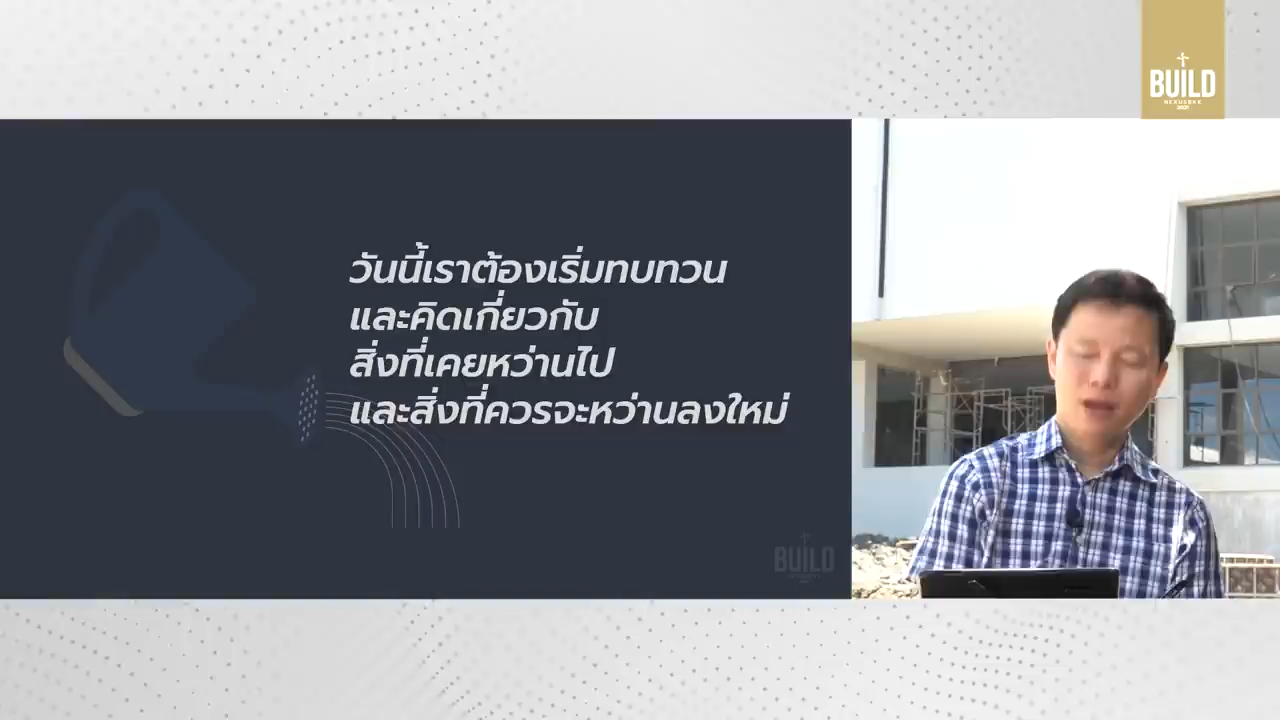 BUILD
NEXUSBKK
2021
วันนี้เราต้องเริ่มทบทวน
และคิดเกี่ยวกับ
สิ่งที่เคยหว่านไป
และสิ่งที่ควรจะหว่านลงใหม่
BUILD